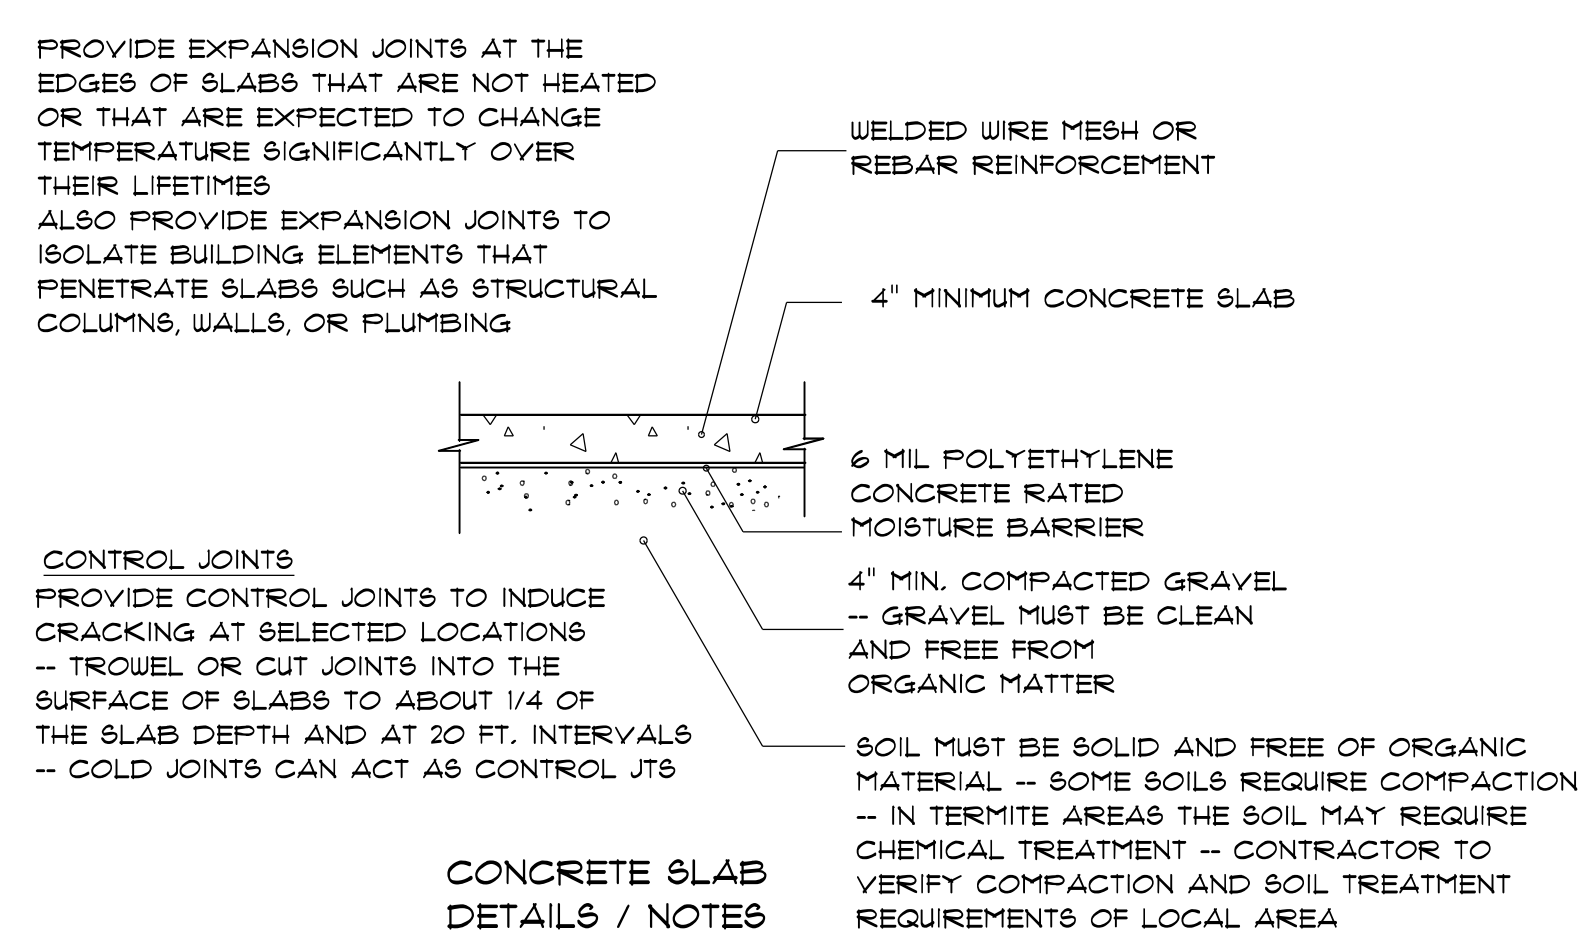 PROVIDE EXPANSION JOINTS AT THE
EDGES OF SLABS THAT ARE NOT HEATED
OR THAT ARE EXPECTED TO CHANGE
TEMPERATURE SIGNIFICANTLY OVER
THEIR LIFETIMES
ALSO PROVIDE EXPANSION JOINTS TO
ISOLATE BUILDING ELEMENTS THAT
PENETRATE SLABS SUCH AS STRUCTURAL
COLUMNS, WALLS, OR PLUMBING
WELDED WIRE MESH OR
REBAR REINFORCEMENT
4" MINIMUM CONCRETE SLAB
6 MIL POLYETHYLENE
CONCRETE RATED
MOISTURE BARRIER
4" MIN. COMPACTED GRAVEL
-- GRAVEL MUST BE CLEAN
AND FREE FROM
ORGANIC MATTER
SOIL MUST BE SOLID AND FREE OF ORGANIC
MATERIAL -- SOME SOILS REQUIRE COMPACTION
-- IN TERMITE AREAS THE SOIL MAY REQUIRE
CHEMICAL TREATMENT -- CONTRACTOR TO
VERIFY COMPACTION AND SOIL TREATMENT
REQUIREMENTS OF LOCAL AREA
CONTROL JOINTS
PROVIDE CONTROL JOINTS TO INDUCE
CRACKING AT SELECTED LOCATIONS
-- TROWEL OR CUT JOINTS INTO THE
SURFACE OF SLABS TO ABOUT 1/4 OF
THE SLAB DEPTH AND AT 20 FT. INTERVALS
-- COLD JOINTS CAN ACT AS CONTROL JTS
CONCRETE SLAB
DETAILS / NOTES